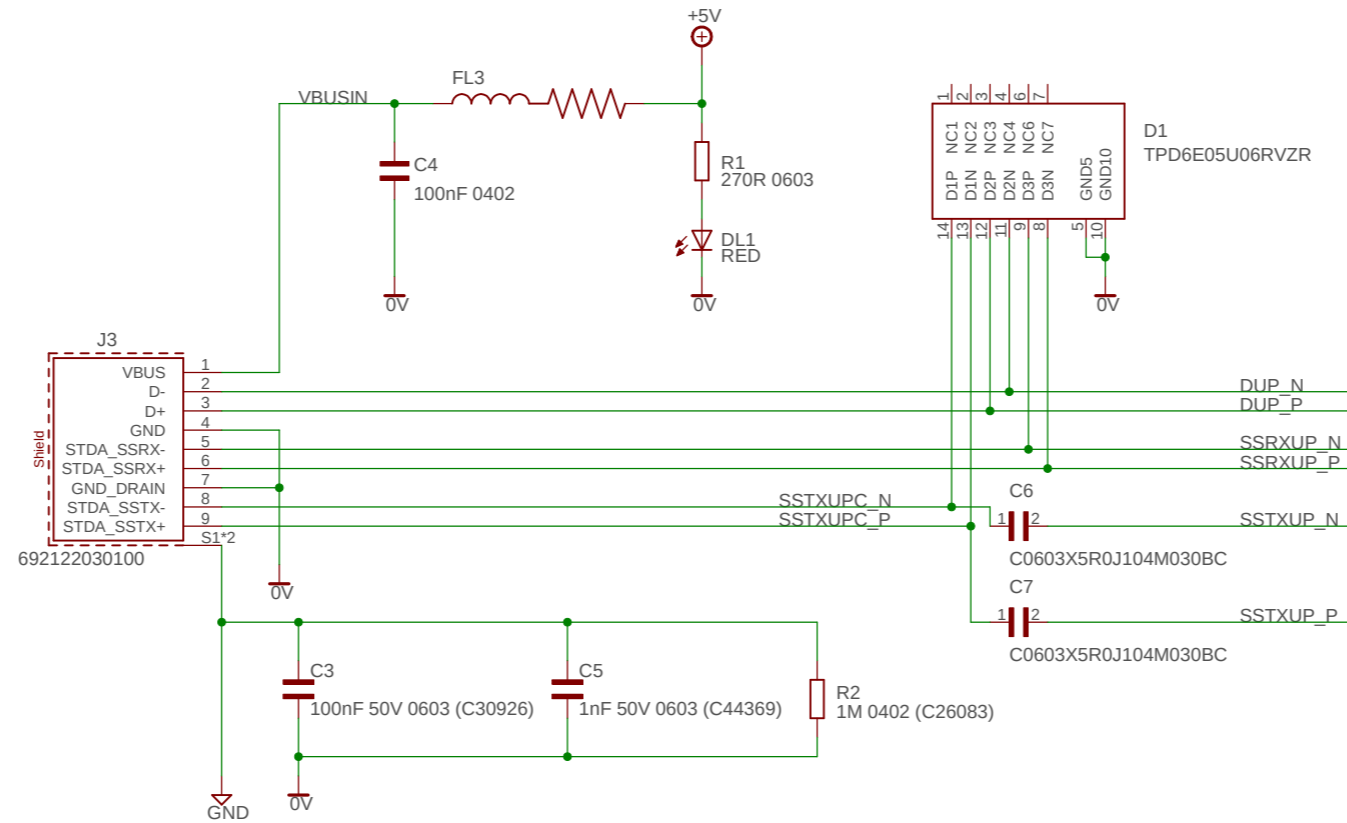 +5V
FL3
VBUSIN
C4
100nF 0402
0V
R1
270R 0603
DL1
RED
0V
1 2 3 4 6 7
NC1 NC2 NC3 NC4 NC6 NC7
D1P D1N D2P D2N D3P D3N
GND5 GND10
14 13 12 11 9 8 5 10
D1
TPD6E05U06RVZR
0V
J3
Shield
VBUS 1
D- 2
D+ 3
GND 4
STDA_SSRX- 5
STDA_SSRX+ 6
GND_DRAIN 7
STDA_SSTX- 8
STDA_SSTX+ 9
S1*2
692122030100
0V
DUP_N
DUP_P
SSRXUP_N
SSRXUP_P
SSTXUPC_N
SSTXUPC_P
C6
1 2
SSTXUP_N
C0603X5R0J104M030BC
C7
1 2
SSTXUP_P
C0603X5R0J104M030BC
C3
100nF 50V 0603 (C30926)
C5
1nF 50V 0603 (C44369)
R2
1M 0402 (C26083)
GND
0V